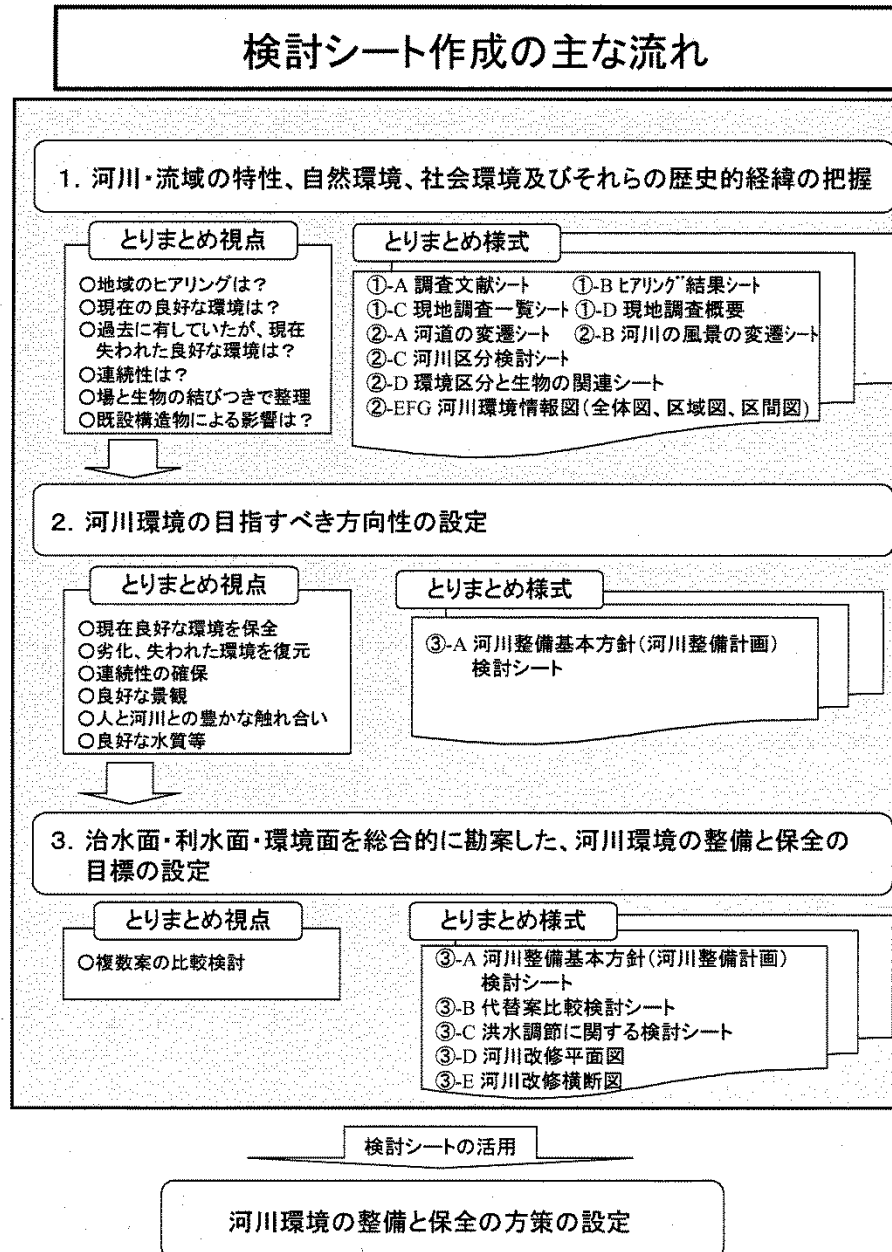 検討シート作成の主な流れ
1. 河川・流域の特性、自然環境、社会環境及びそれらの歴史的経緯の把握
とりまとめ視点
○地域のヒアリングは？
○現在の良好な環境は？
○過去に有していたが、現在
失われた良好な環境は？
○連続性は？
○場と生物の結びつきで整理
○既設構造物による影響は？
とりまとめ様式
①-A 調査文献シート ①-B ﾋｱﾘﾝｸﾞ結果シート
①-C 現地調査一覧シート ①-D 現地調査概要
②-A 河道の変遷シート ②-B 河川の風景の変遷シート
②-C 河川区分検討シート
②-D 環境区分と生物の関連シート
②-EFG 河川環境情報図（全体図、区域図、区間図）
2. 河川環境の目指すべき方向性の設定
とりまとめ視点
○現在良好な環境を保全
○劣化、失われた環境を復元
○連続性の確保
○良好な景観
○人と河川との豊かな触れ合い
○良好な水質等
とりまとめ様式
③-A 河川整備基本方針（河川整備計画）
検討シート
3. 治水面・利水面・環境面を総合的に勘案した、河川環境の整備と保全の
目標の設定
とりまとめ視点
○複数案の比較検討
とりまとめ様式
③-A 河川整備基本方針（河川整備計画）
検討シート
③-B 代替案比較検討シート
③-C 洪水調節に関する検討シート
③-D 河川改修平面図
③-E 河川改修横断図
検討シートの活用
河川環境の整備と保全の方策の設定